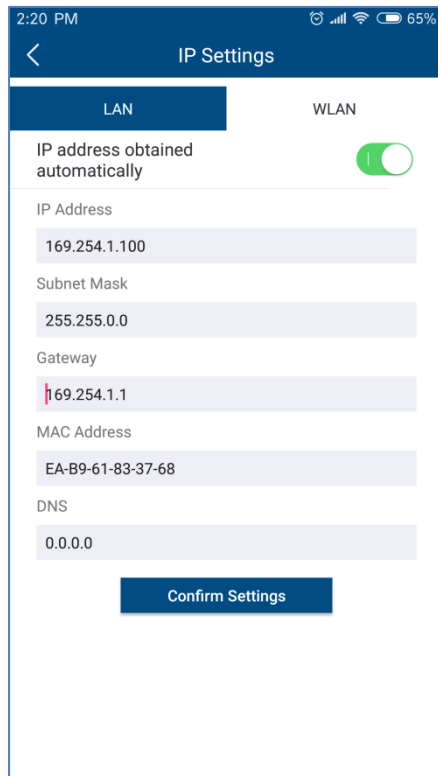 2:20 PM 65%
IP Settings
LAN WLAN
IP address obtained
automatically
IP Address
169.254.1.100
Subnet Mask
255.255.0.0
Gateway
169.254.1.1
MAC Address
EA-B9-61-83-37-68
DNS
0.0.0.0
Confirm Settings